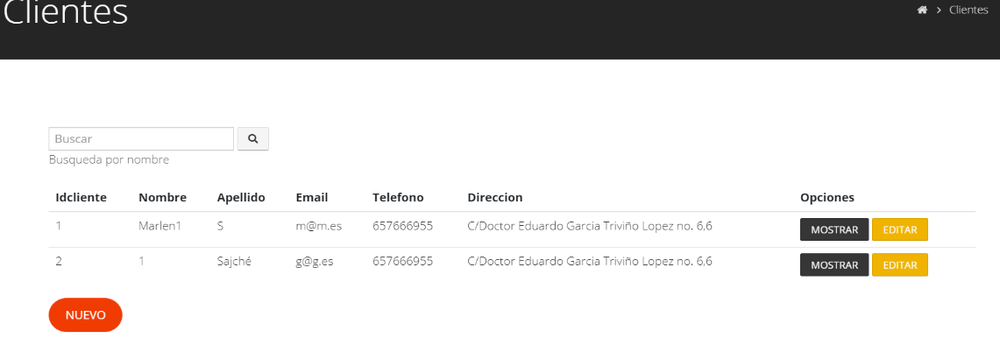 Clientes
Clientes
Buscar
Busqueda por nombre
Idcliente Nombre Apellido Email Telefono Direccion Opciones
1 Marlen1 S m@m.es 657666955 C/Doctor Eduardo Garcia Triviño Lopez no. 6,6 MOSTRAR EDITAR
2 1 Sajché g@g.es 657666955 C/Doctor Eduardo Garcia Triviño Lopez no. 6,6 MOSTRAR EDITAR
NUEVO